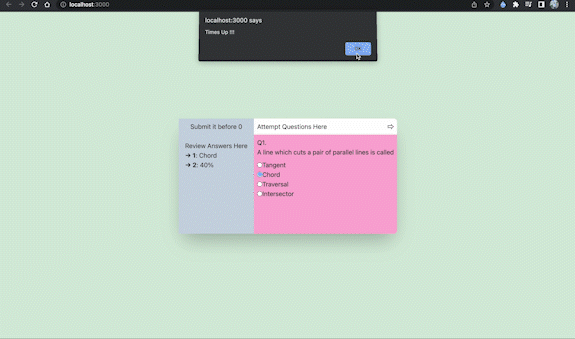 localhost:3000
localhost:3000 says
Times Up !!!
Submit it before 0
Attempt Questions Here
Review Answers Here
➔ 1: Chord
➔ 2: 40%
Q1.
A line which cuts a pair of parallel lines is called
Tangent
Chord
Traversal
Intersector